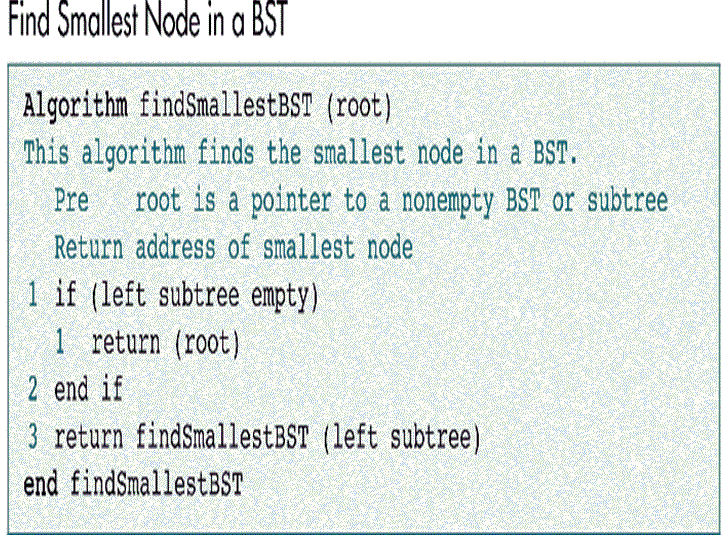 Find Smallest Node in a BST
Algorithm findSmallestBST (root)
This algorithm finds the smallest node in a BST.
Pre root is a pointer to a nonempty BST or subtree
Return address of smallest node
1 if (left subtree empty)
1 return (root)
2 end if
3 return findSmallestBST (left subtree)
end findSmallestBST